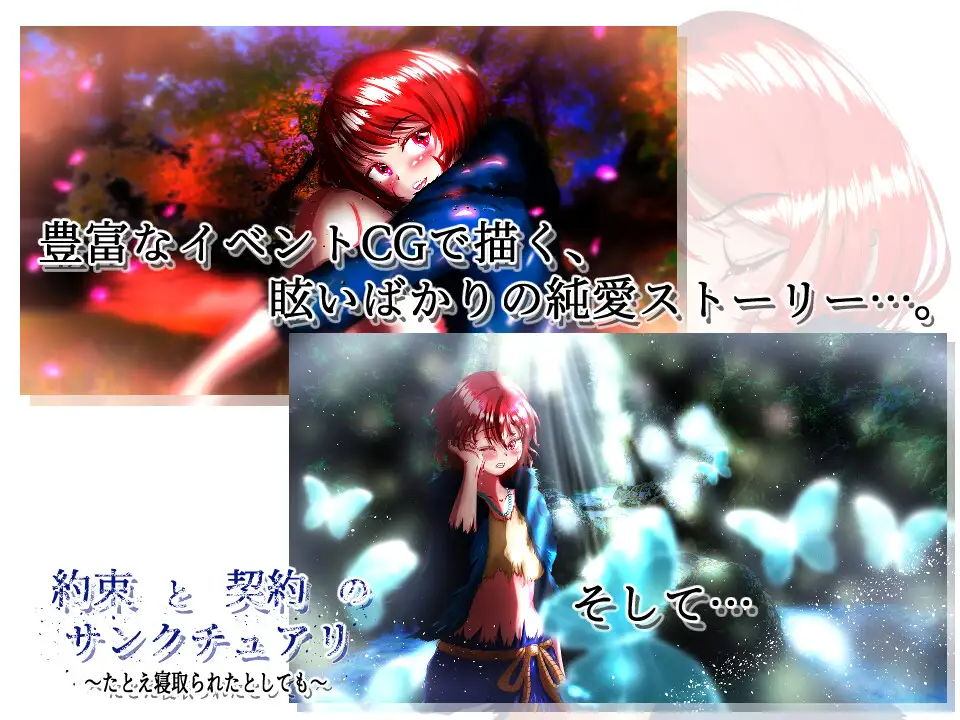 豊富なイベントCGで描く、
眩いばかりの純愛ストーリー…。
そして…
約束 と 契約 の
サンクチュアリ
～たとえ寝取られたとしても～